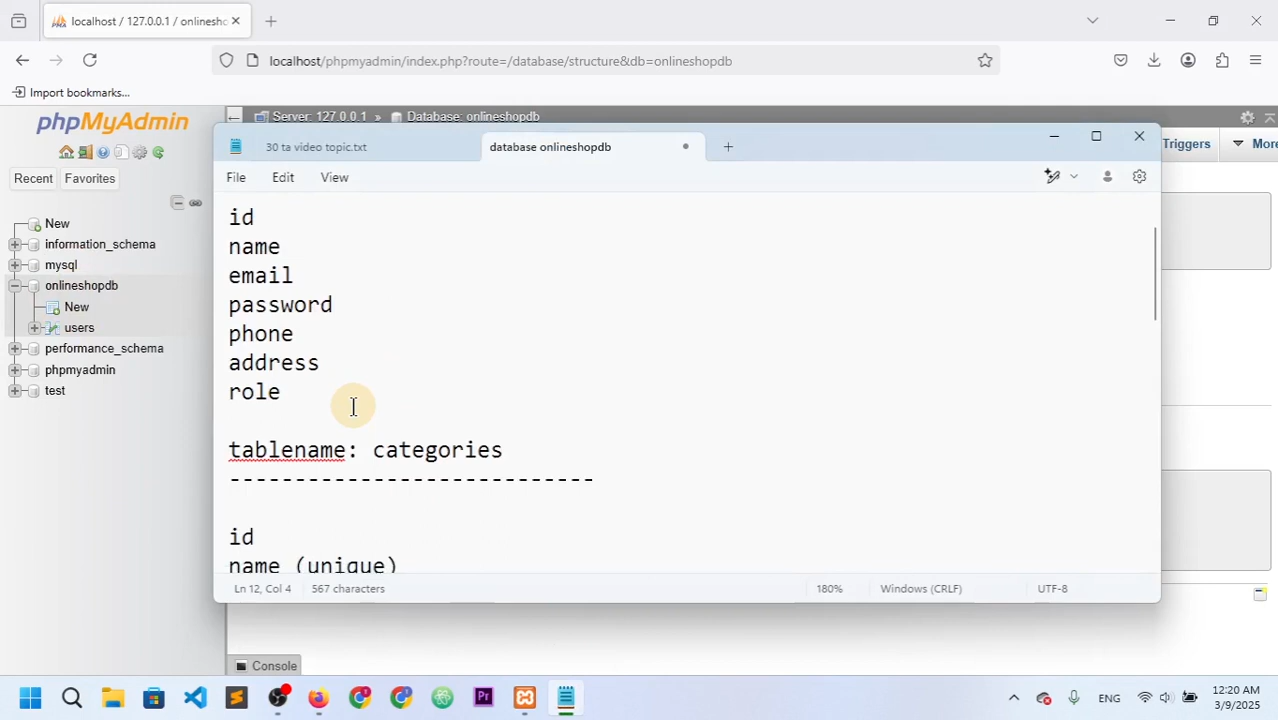 localhost / 127.0.0.1 / onlinesho
localhost/phpmyadmin/index.php?route=/database/structure&db=onlineshopdb
Import bookmarks...
phpMyAdmin
Recent
Favorites
New
information_schema
mysql
onlineshopdb
New
users
performance_schema
phpmyadmin
test
Server: 127.0.0.1
Database: onlineshopdb
Triggers
More
30 ta video topic.txt
database onlineshopdb
File
Edit
View
id
name
email
password
phone
address
role
tablename: categories
----------------------------
id
name (unique)
Ln 12, Col 4
567 characters
180%
Windows (CRLF)
UTF-8
Console
ENG
12:20 AM
3/9/2025